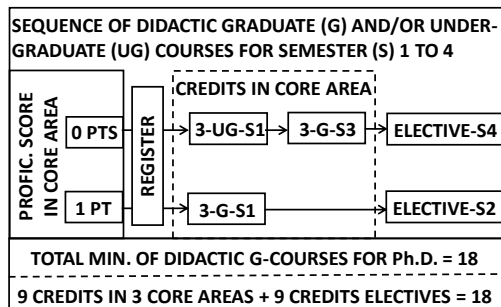 SEQUENCE OF DIDACTIC GRADUATE (G) AND/OR UNDER-
GRADUATE (UG) COURSES FOR SEMESTER (S) 1 TO 4
PROFIC. SCORE
IN CORE AREA
0 PTS
1 PT
REGISTER
CREDITS IN CORE AREA
3-UG-S1
3-G-S3
ELECTIVE-S4
3-G-S1
ELECTIVE-S2
TOTAL MIN. OF DIDACTIC G-COURSES FOR Ph.D. = 18
9 CREDITS IN 3 CORE AREAS + 9 CREDITS ELECTIVES = 18